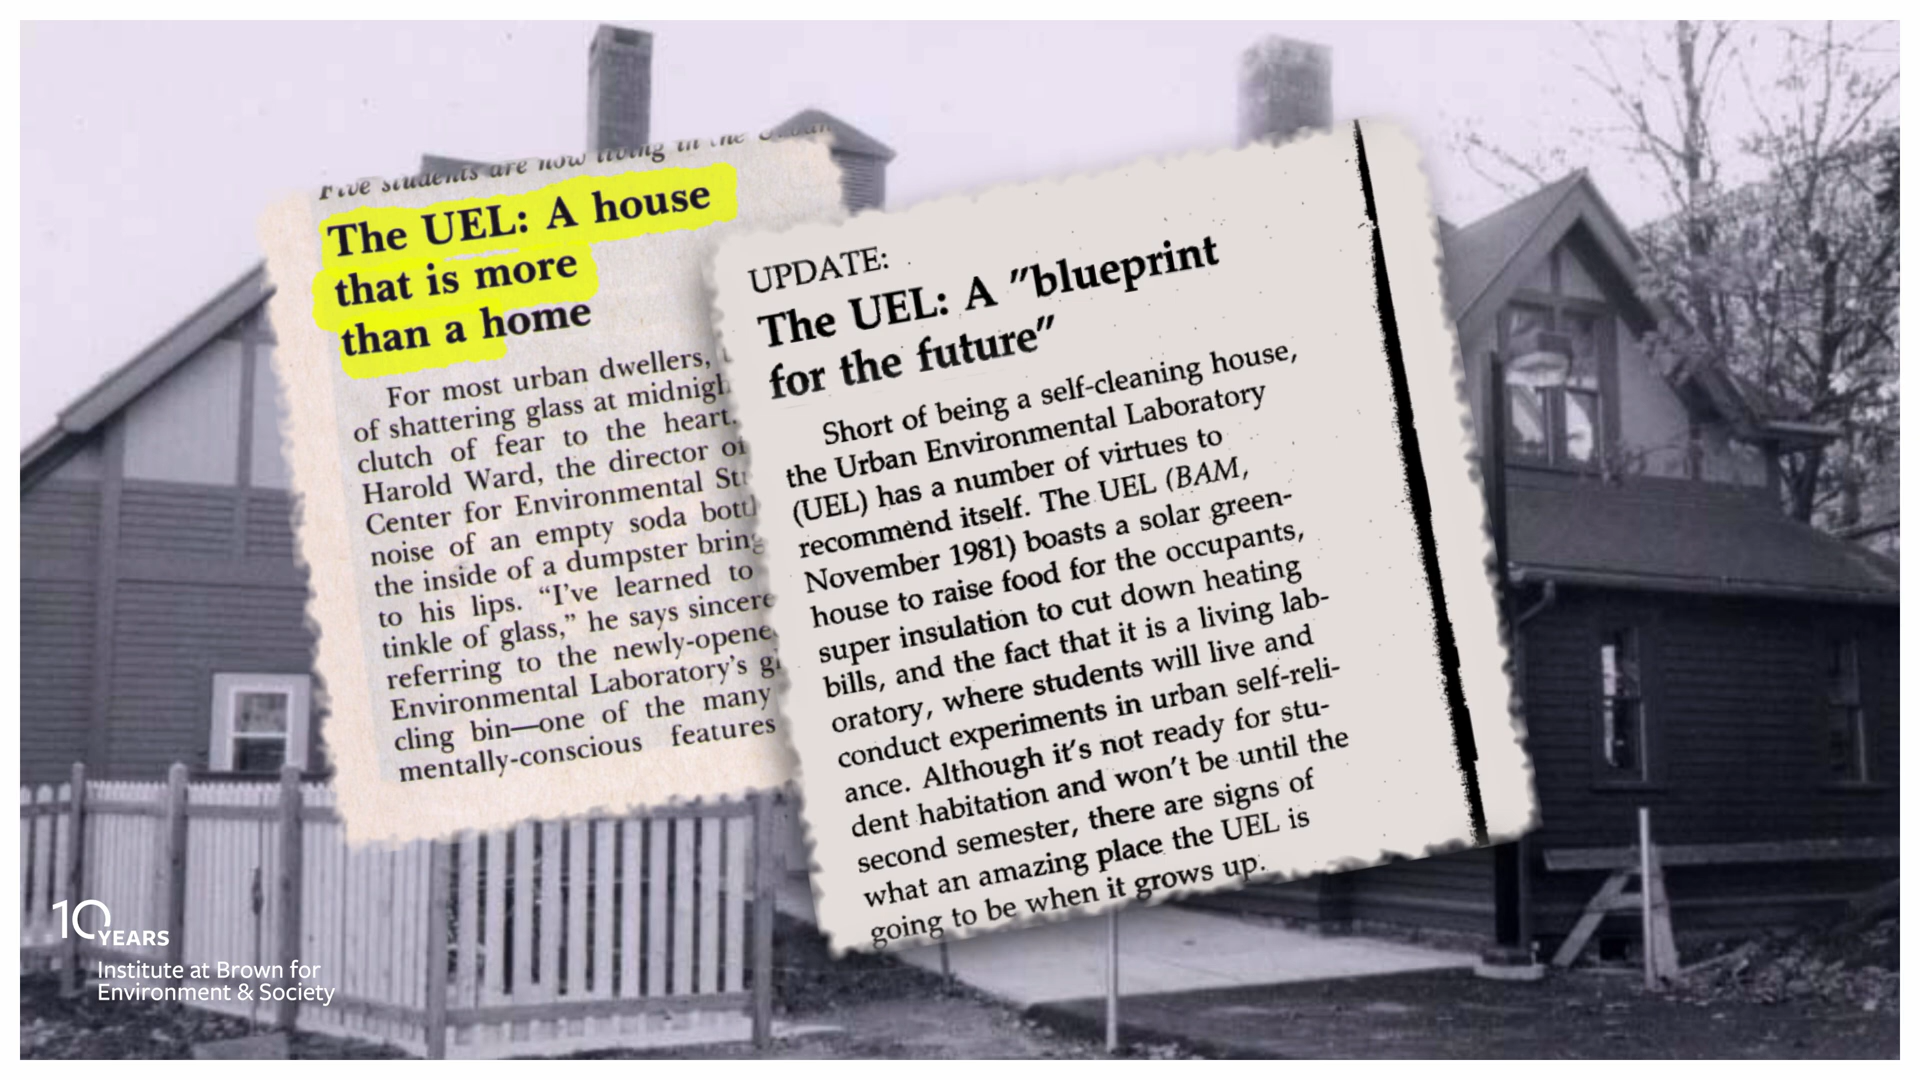 Five students are now living in the Urban
The UEL: A house
that is more
than a home
For most urban dwellers,
of shattering glass at midnigh
clutch of fear to the heart.
Harold Ward, the director of
Center for Environmental Stu
noise of an empty soda bottl
the inside of a dumpster bring
to his lips. “I’ve learned to
tinkle of glass,” he says sincere
referring to the newly-opene
Environmental Laboratory’s gl
cling bin—one of the many
mentally-conscious features
UPDATE:
The UEL: A "blueprint
for the future"
Short of being a self-cleaning house,
the Urban Environmental Laboratory
(UEL) has a number of virtues to
recommend itself. The UEL (BAM,
November 1981) boasts a solar green-
house to raise food for the occupants,
super insulation to cut down heating
bills, and the fact that it is a living lab-
oratory, where students will live and
conduct experiments in urban self-reli-
ance. Although it's not ready for stu-
dent habitation and won't be until the
second semester, there are signs of
what an amazing place the UEL is
going to be when it grows up.
10 YEARS
Institute at Brown for
Environment & Society